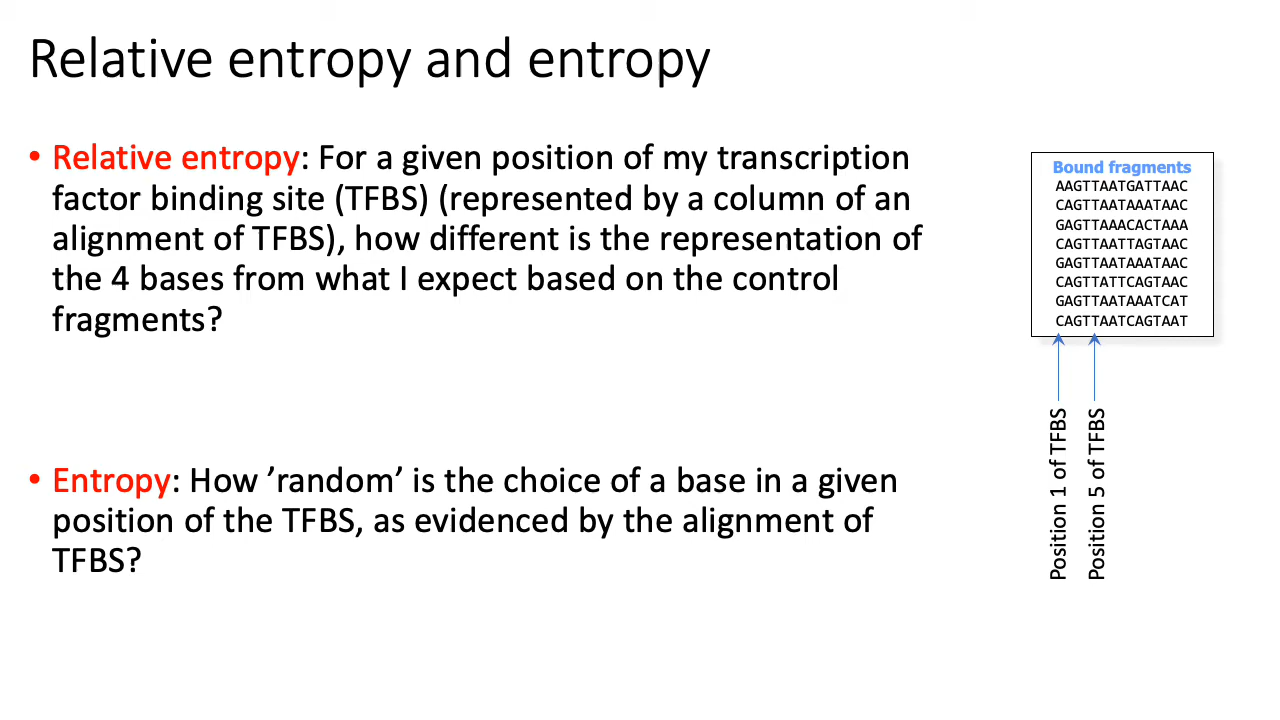 Relative entropy and entropy
• Relative entropy: For a given position of my transcription
factor binding site (TFBS) (represented by a column of an
alignment of TFBS), how different is the representation of
the 4 bases from what I expect based on the control
fragments?
• Entropy: How ’random’ is the choice of a base in a given
position of the TFBS, as evidenced by the alignment of
TFBS?
Bound fragments
AAGTTAATGATTAAC
CAGTTAATAAATAAC
GAGTTAAACACTAAA
CAGTTAATTAGTAAC
GAGTTAATAAATAAC
CAGTTATTCAGTAAC
GAGTTAATAAATCAT
CAGTTAATCAGTAAT
Position 1 of TFBS
Position 5 of TFBS